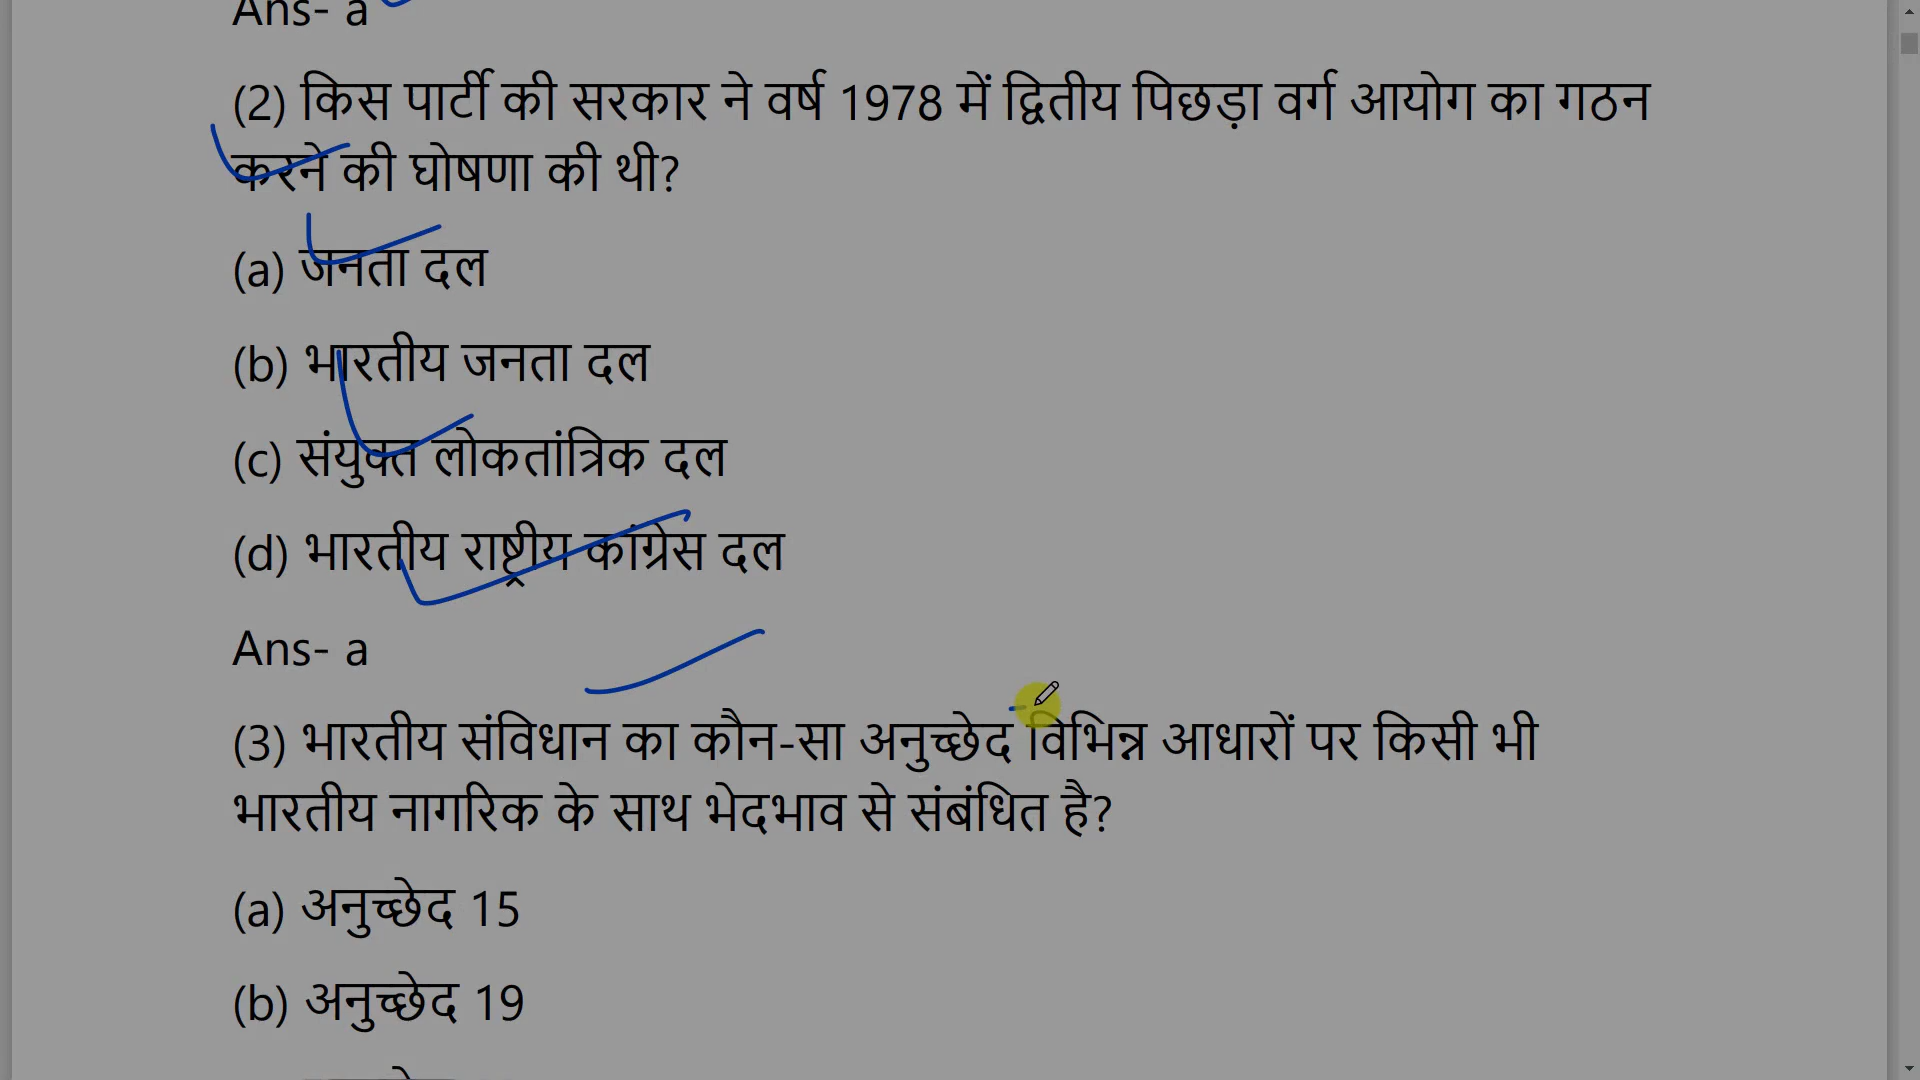 Ans- a
(2) किस पार्टी की सरकार ने वर्ष 1978 में द्वितीय पिछड़ा वर्ग आयोग का गठन
करने की घोषणा की थी?
(a) जनता दल
(b) भारतीय जनता दल
(c) संयुक्त लोकतांत्रिक दल
(d) भारतीय राष्ट्रीय कांग्रेस दल
Ans- a
(3) भारतीय संविधान का कौन-सा अनुच्छेद विभिन्न आधारों पर किसी भी
भारतीय नागरिक के साथ भेदभाव से संबंधित है?
(a) अनुच्छेद 15
(b) अनुच्छेद 19